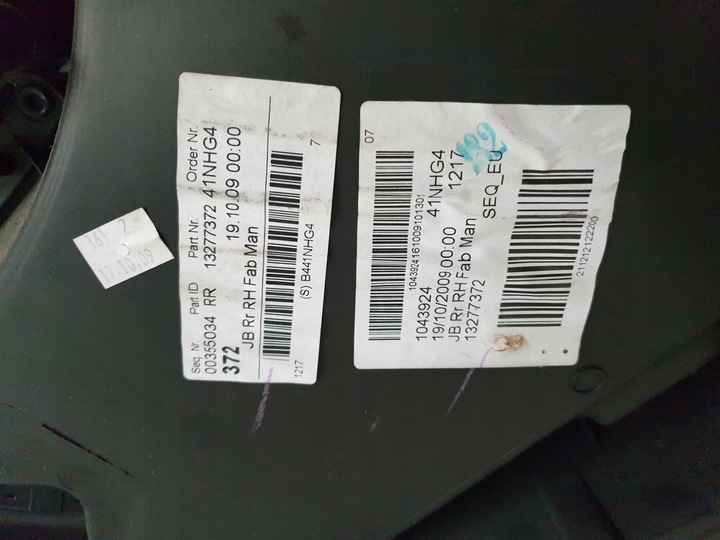 161 2
17.10.09
Seq. Nr. Part ID Part Nr. Order Nr.
00355034 RR 13277372 41NHG4
372 19.10.09 00:00
JB Rr RH Fab Man
(S) B441NHG4
1217 7
07
1043924161009101301
1043924 41NHG4
19/10/2009 00:00 1217
JB Rr RH Fab Man
13277372 SEQ_EU
211212122200